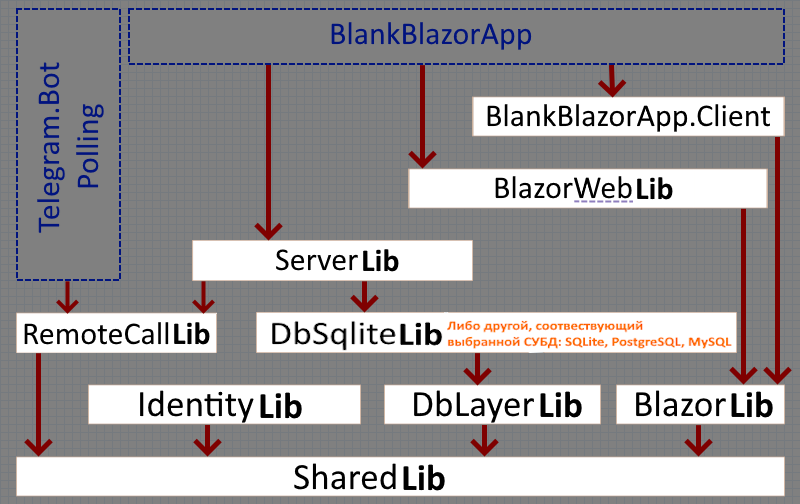 BlankBlazorApp
Telegram.Bot
Polling
BlankBlazorApp.Client
BlazorWebLib
ServerLib
RemoteCallLib
DbSqliteLib
Либо другой, соотвествующий
выбранной СУБД: SQLite, PostgreSQL, MySQL
IdentityLib
DbLayerLib
BlazorLib
SharedLib